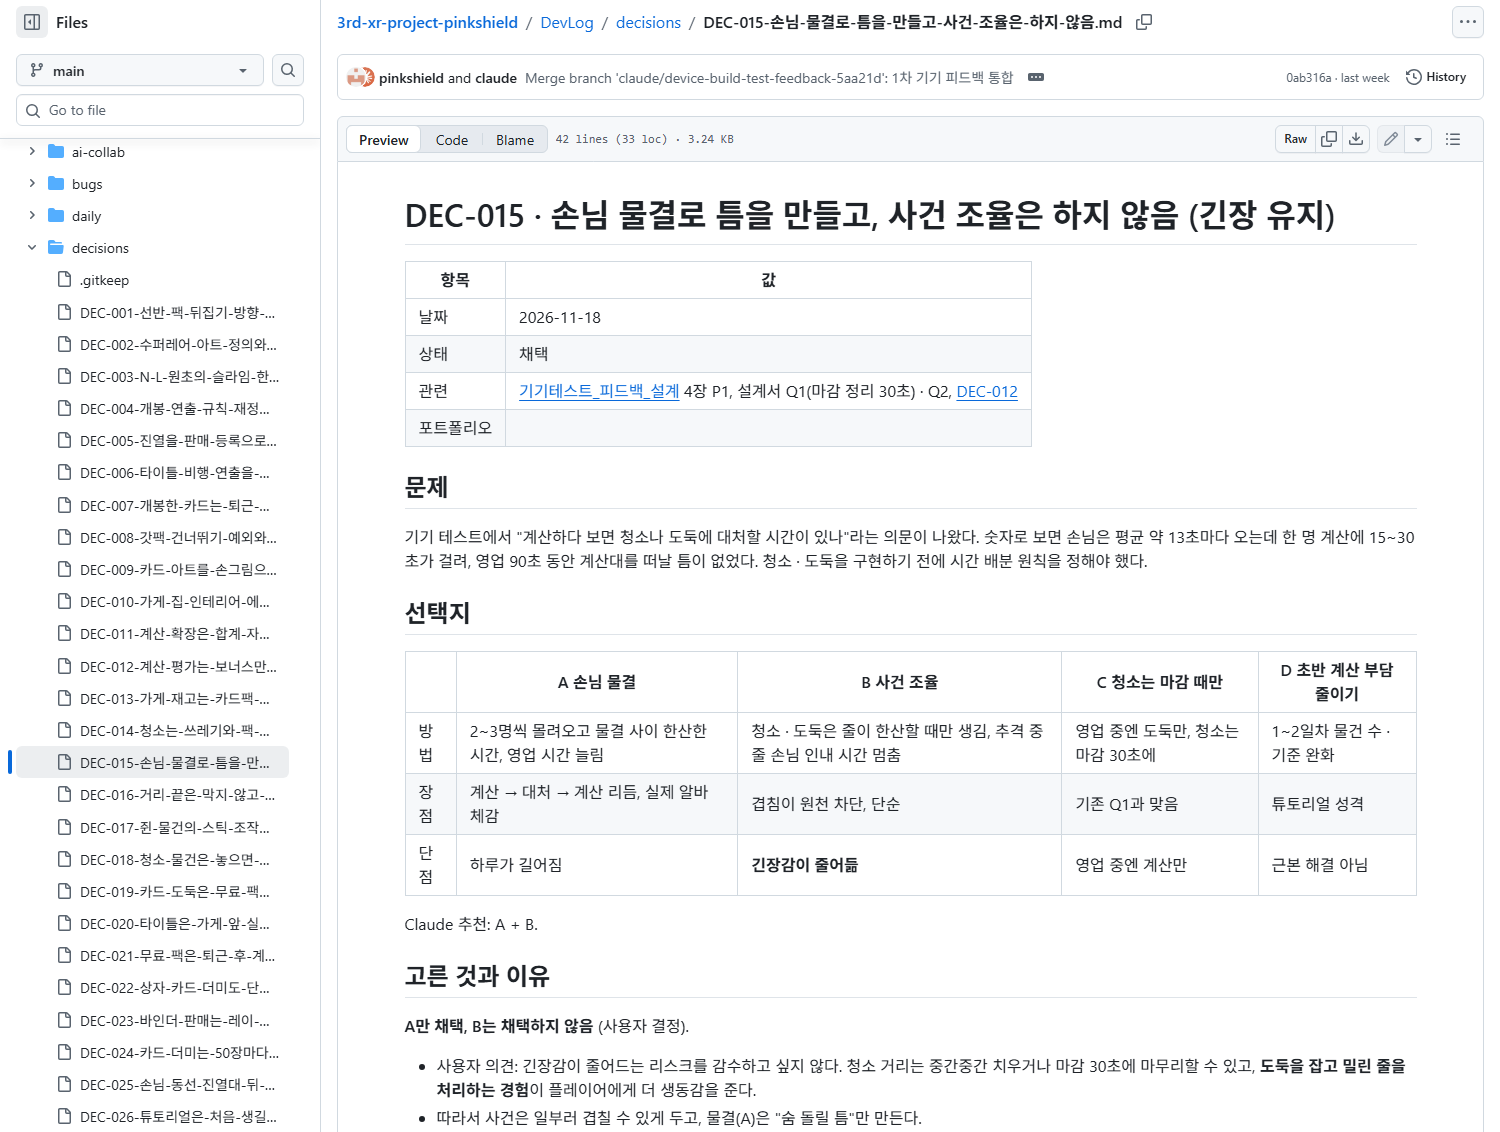 Files
3rd-xr-project-pinkshield / DevLog / decisions / DEC-015-손님-물결로-틈을-만들고-사건-조율은-하지-않음.md
main
Go to file
pinkshield and claude Merge branch 'claude/device-build-test-feedback-5aa21d': 1차 기기 피드백 통합
0ab316a · last week
History
Preview Code Blame 42 lines (33 loc) · 3.24 KB
Raw
ai-collab
bugs
daily
decisions
.gitkeep
DEC-001-선반-팩-뒤집기-방향-...
DEC-002-수퍼레어-아트-정의와...
DEC-003-N-L-원초의-슬라임-한...
DEC-004-개봉-연출-규칙-재정...
DEC-005-진열을-판매-등록으로...
DEC-006-타이틀-비행-연출을-...
DEC-007-개봉한-카드는-퇴근-...
DEC-008-갓팩-건너뛰기-예외와...
DEC-009-카드-아트를-손그림으...
DEC-010-가게-집-인테리어-에...
DEC-011-계산-확장은-합계-자...
DEC-012-계산-평가는-보너스만...
DEC-013-가게-재고는-카드팩-...
DEC-014-청소는-쓰레기와-팩-...
DEC-015-손님-물결로-틈을-만...
DEC-016-거리-끝은-막지-않고-...
DEC-017-쥔-물건의-스틱-조작...
DEC-018-청소-물건은-놓으면-...
DEC-019-카드-도둑은-무료-팩...
DEC-020-타이틀은-가게-앞-실...
DEC-021-무료-팩은-퇴근-후-계...
DEC-022-상자-카드-더미도-단...
DEC-023-바인더-판매는-레이-...
DEC-024-카드-더미는-50장마다...
DEC-025-손님-동선-진열대-뒤-...
DEC-026-튜토리얼은-처음-생길...
DEC-015 · 손님 물결로 틈을 만들고, 사건 조율은 하지 않음 (긴장 유지)
항목 값
날짜 2026-11-18
상태 채택
관련 기기테스트_피드백_설계 4장 P1, 설계서 Q1(마감 정리 30초) · Q2, DEC-012
포트폴리오
문제
기기 테스트에서 "계산하다 보면 청소나 도둑에 대처할 시간이 있나"라는 의문이 나왔다. 숫자로 보면 손님은 평균 약 13초마다 오는데 한 명 계산에 15~30
초가 걸려, 영업 90초 동안 계산대를 떠날 틈이 없었다. 청소 · 도둑을 구현하기 전에 시간 배분 원칙을 정해야 했다.
선택지
A 손님 물결
B 사건 조율
C 청소는 마감 때만
D 초반 계산 부담
줄이기
방
법
2~3명씩 몰려오고 물결 사이 한산한
시간, 영업 시간 늘림
청소 · 도둑은 줄이 한산할 때만 생김, 추격 중
줄 손님 인내 시간 멈춤
영업 중엔 도둑만, 청소는
마감 30초에
1~2일차 물건 수 ·
기준 완화
장
점
계산 → 대처 → 계산 리듬, 실제 알바
체감
겹침이 원천 차단, 단순
기존 Q1과 맞음
튜토리얼 성격
단
점
하루가 길어짐
긴장감이 줄어듦
영업 중엔 계산만
근본 해결 아님
Claude 추천: A + B.
고른 것과 이유
A만 채택, B는 채택하지 않음 (사용자 결정).
사용자 의견: 긴장감이 줄어드는 리스크를 감수하고 싶지 않다. 청소 거리는 중간중간 치우거나 마감 30초에 마무리할 수 있고, 도둑을 잡고 밀린 줄을
처리하는 경험이 플레이어에게 더 생동감을 준다.
따라서 사건은 일부러 겹칠 수 있게 두고, 물결(A)은 "숨 돌릴 틈"만 만든다.